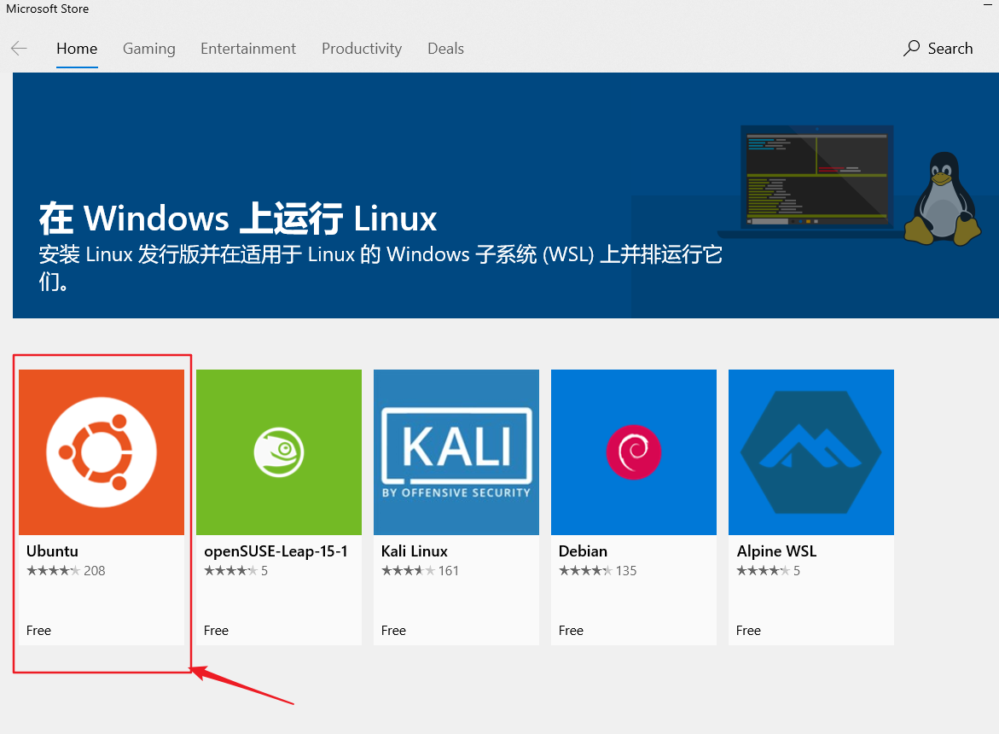 Microsoft Store
Home Gaming Entertainment Productivity Deals Search
在 Windows 上运行 Linux
安装 Linux 发行版并在适用于 Linux 的 Windows 子系统 (WSL) 上并排运行它
们。
KALI
BY OFFENSIVE SECURITY
Ubuntu openSUSE-Leap-15-1 Kali Linux Debian Alpine WSL
208 5 161 135 5
Free Free Free Free Free